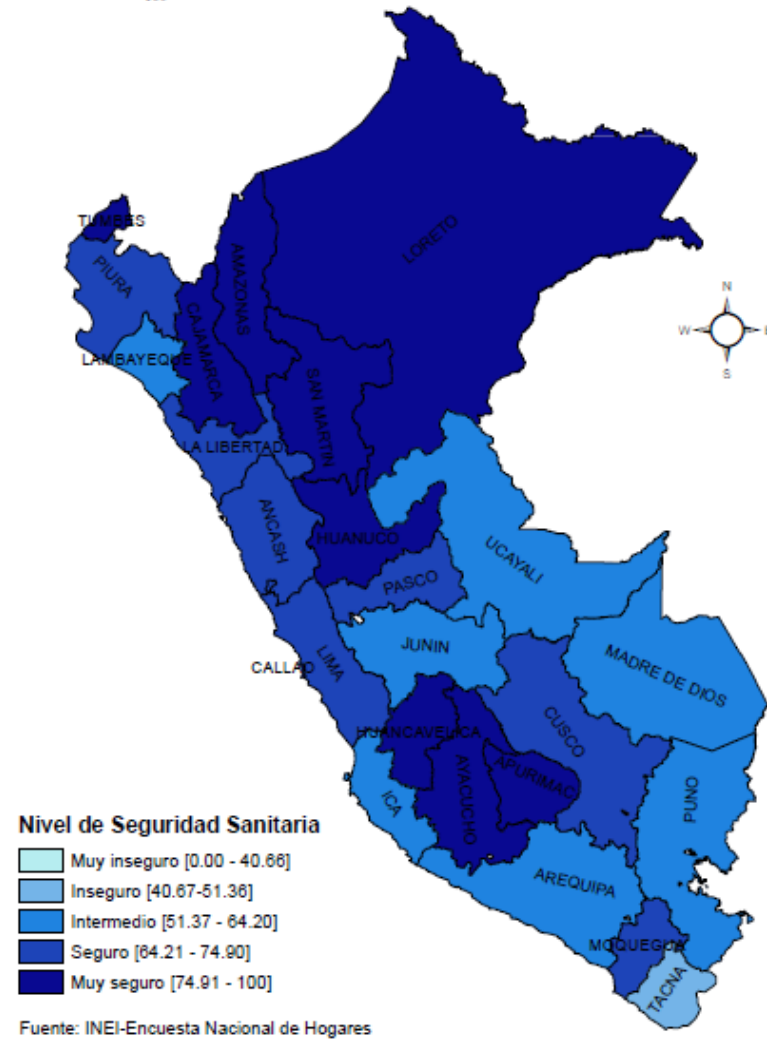 TUMBES
PIURA
LAMBAYEQUE
CAJAMARCA
AMAZONAS
LORETO
SAN MARTIN
LA LIBERTAD
ANCASH
HUANUCO
UCAYALI
PASCO
LIMA
CALLAO
JUNIN
MADRE DE DIOS
CUSCO
HUANCAVELICA
AYACUCHO
APURIMAC
ICA
PUNO
AREQUIPA
MOQUEGUA
TACNA
N
W
E
S
Nivel de Seguridad Sanitaria
Muy inseguro [0.00 - 40.66]
Inseguro [40.67-51.36]
Intermedio [51.37 - 64.20]
Seguro [64.21 - 74.90]
Muy seguro [74.91 - 100]
Fuente: INEI-Encuesta Nacional de Hogares